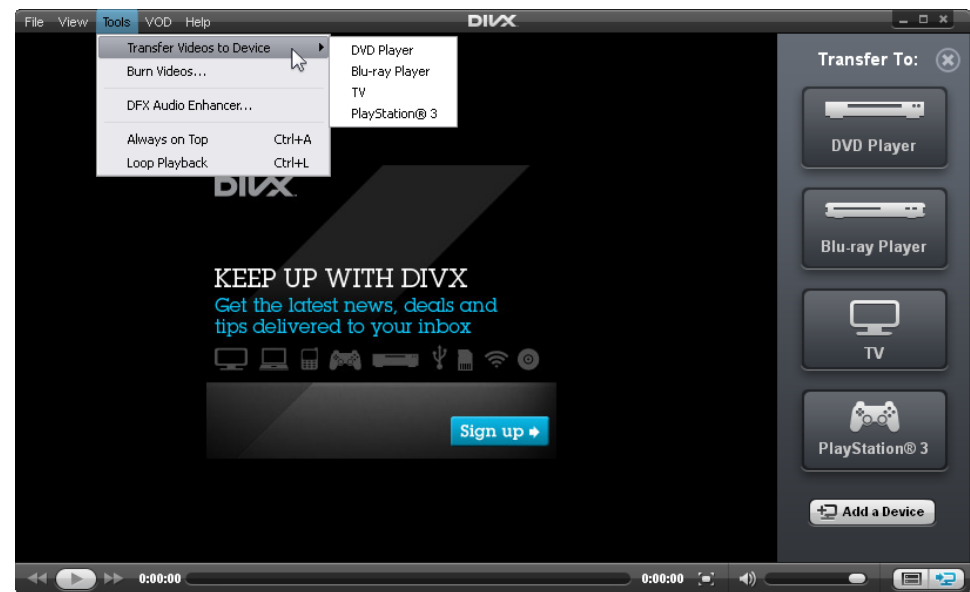 File View Tools VOD Help
DIVX
Transfer Videos to Device
Burn Videos...
DFX Audio Enhancer...
Always on Top Ctrl+A
Loop Playback Ctrl+L
DVD Player
Blu-ray Player
TV
PlayStation® 3
DIVX
KEEP UP WITH DIVX
Get the latest news, deals and
tips delivered to your inbox
Sign up
Transfer To:
DVD Player
Blu-ray Player
TV
PlayStation® 3
Add a Device
0:00:00
0:00:00